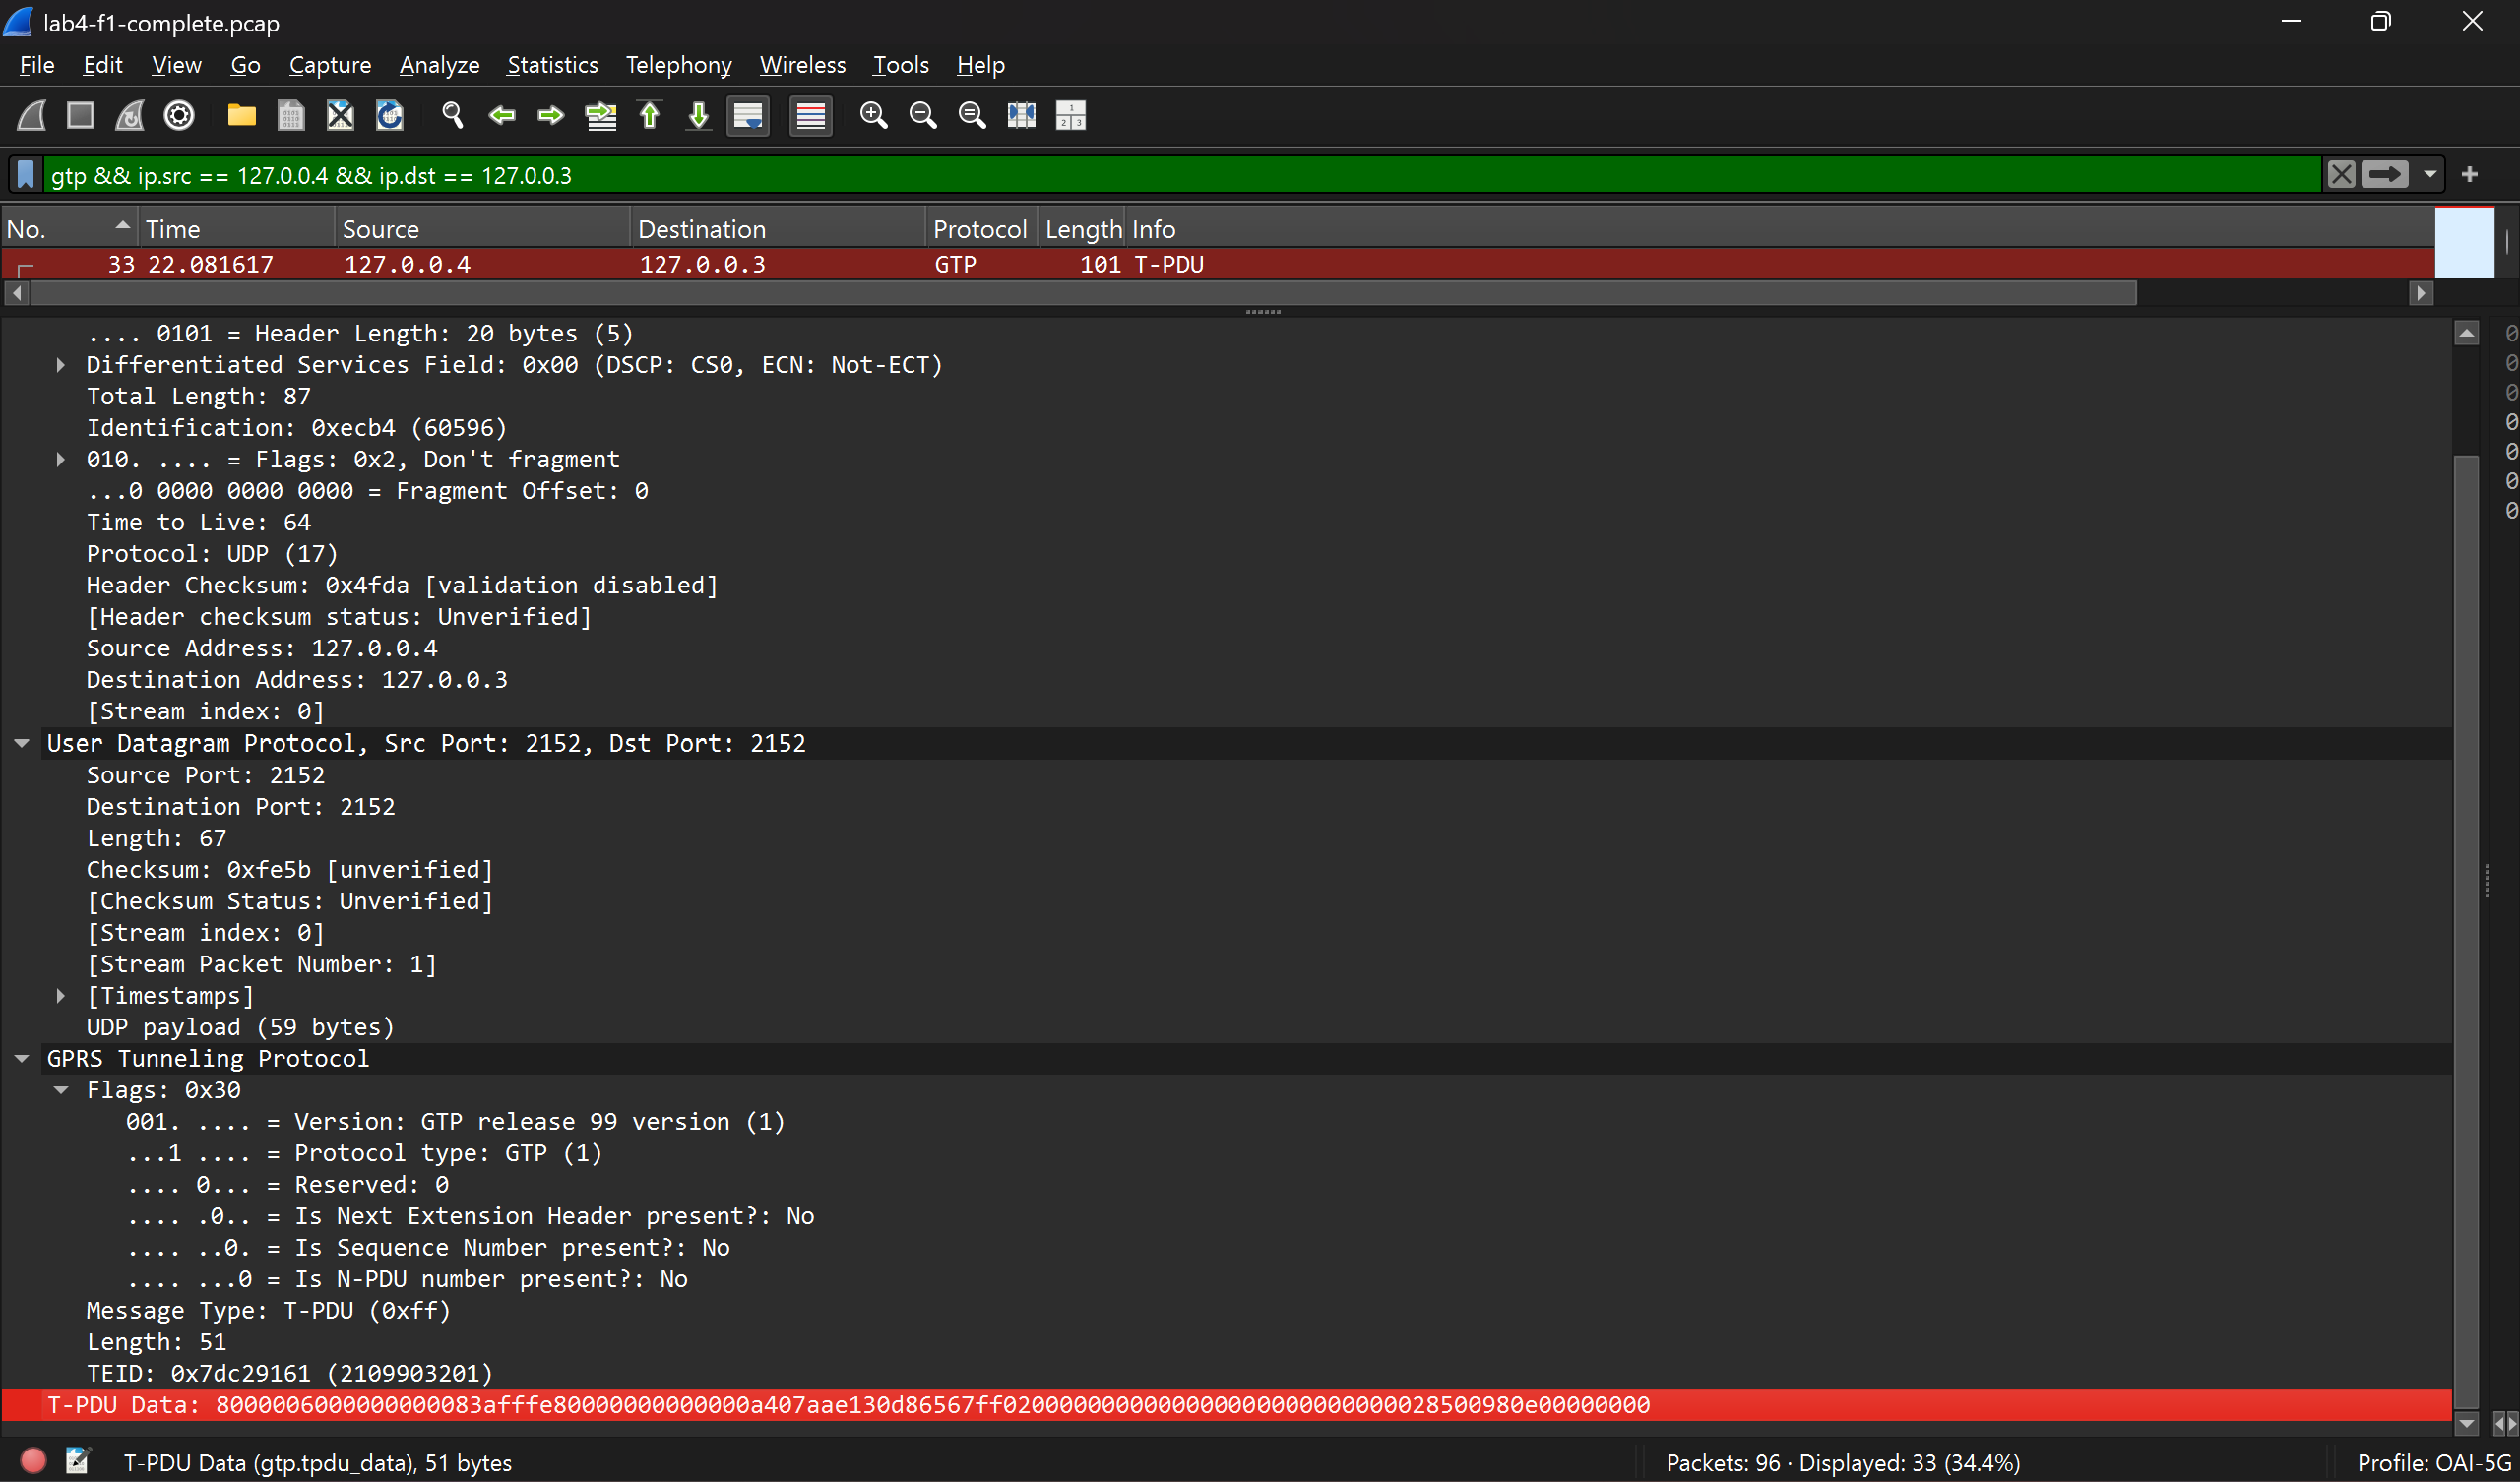 lab4-f1-complete.pcap
File Edit View Go Capture Analyze Statistics Telephony Wireless Tools Help
gtp && ip.src == 127.0.0.4 && ip.dst == 127.0.0.3
No. Time Source Destination Protocol Length Info
33 22.081617 127.0.0.4 127.0.0.3 GTP 101 T-PDU
.... 0101 = Header Length: 20 bytes (5)
Differentiated Services Field: 0x00 (DSCP: CS0, ECN: Not-ECT)
Total Length: 87
Identification: 0xecb4 (60596)
010. .... = Flags: 0x2, Don't fragment
...0 0000 0000 0000 = Fragment Offset: 0
Time to Live: 64
Protocol: UDP (17)
Header Checksum: 0x4fda [validation disabled]
[Header checksum status: Unverified]
Source Address: 127.0.0.4
Destination Address: 127.0.0.3
[Stream index: 0]
User Datagram Protocol, Src Port: 2152, Dst Port: 2152
Source Port: 2152
Destination Port: 2152
Length: 67
Checksum: 0xfe5b [unverified]
[Checksum Status: Unverified]
[Stream index: 0]
[Stream Packet Number: 1]
[Timestamps]
UDP payload (59 bytes)
GPRS Tunneling Protocol
Flags: 0x30
001. .... = Version: GTP release 99 version (1)
...1 .... = Protocol type: GTP (1)
.... 0... = Reserved: 0
.... .0.. = Is Next Extension Header present?: No
.... ..0. = Is Sequence Number present?: No
.... ...0 = Is N-PDU number present?: No
Message Type: T-PDU (0xff)
Length: 51
TEID: 0x7dc29161 (2109903201)
T-PDU Data: 8000006000000000083afffe80000000000000a407aae130d86567ff02000000000000000000000000000028500980e00000000
T-PDU Data (gtp.tpdu_data), 51 bytes
Packets: 96 · Displayed: 33 (34.4%)
Profile: OAI-5G